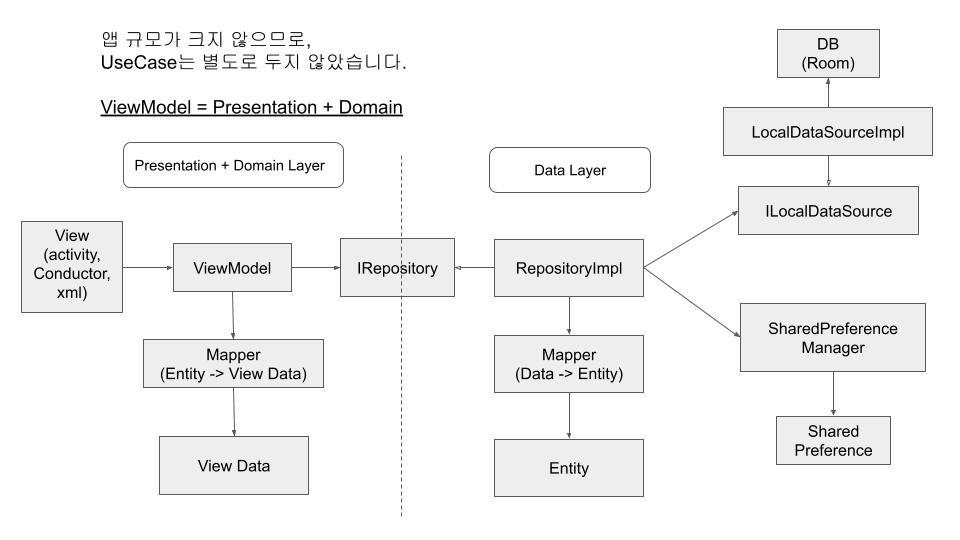 앱 규모가 크지 않으므로,
UseCase는 별도로 두지 않았습니다.
ViewModel = Presentation + Domain
Presentation + Domain Layer
Data Layer
View
(activity,
Conductor,
xml)
ViewModel
IRepository
RepositoryImpl
Mapper
(Entity -> View Data)
View Data
Mapper
(Data -> Entity)
Entity
DB
(Room)
LocalDataSourceImpl
ILocalDataSource
SharedPreference
Manager
Shared
Preference